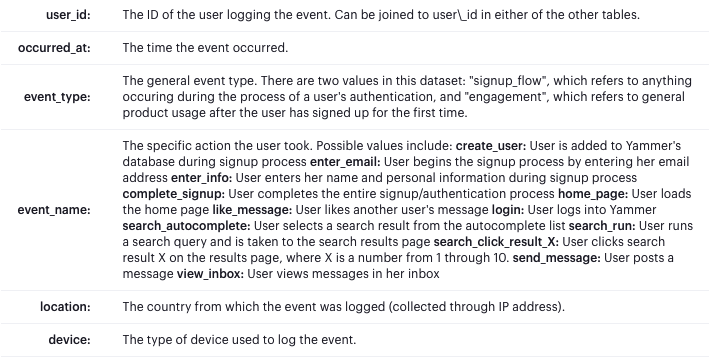 user_id: The ID of the user logging the event. Can be joined to user\_id in either of the other tables.
occurred_at: The time the event occurred.
The general event type. There are two values in this dataset: "signup_flow", which refers to anything
event_type: occuring during the process of a user's authentication, and "engagement", which refers to general
product usage after the user has signed up for the first time.
The specific action the user took. Possible values include: create_user: User is added to Yammer's
database during signup process enter_email: User begins the signup process by entering her email
address enter_info: User enters her name and personal information during signup process
complete_signup: User completes the entire signup/authentication process home_page: User loads
event_name: the home page like_message: User likes another user's message login: User logs into Yammer
search_autocomplete: User selects a search result from the autocomplete list search_run: User runs
a search query and is taken to the search results page search_click_result_X: User clicks search
result X on the results page, where X is a number from 1 through 10. send_message: User posts a
message view_inbox: User views messages in her inbox
location: The country from which the event was logged (collected through IP address).
device: The type of device used to log the event.